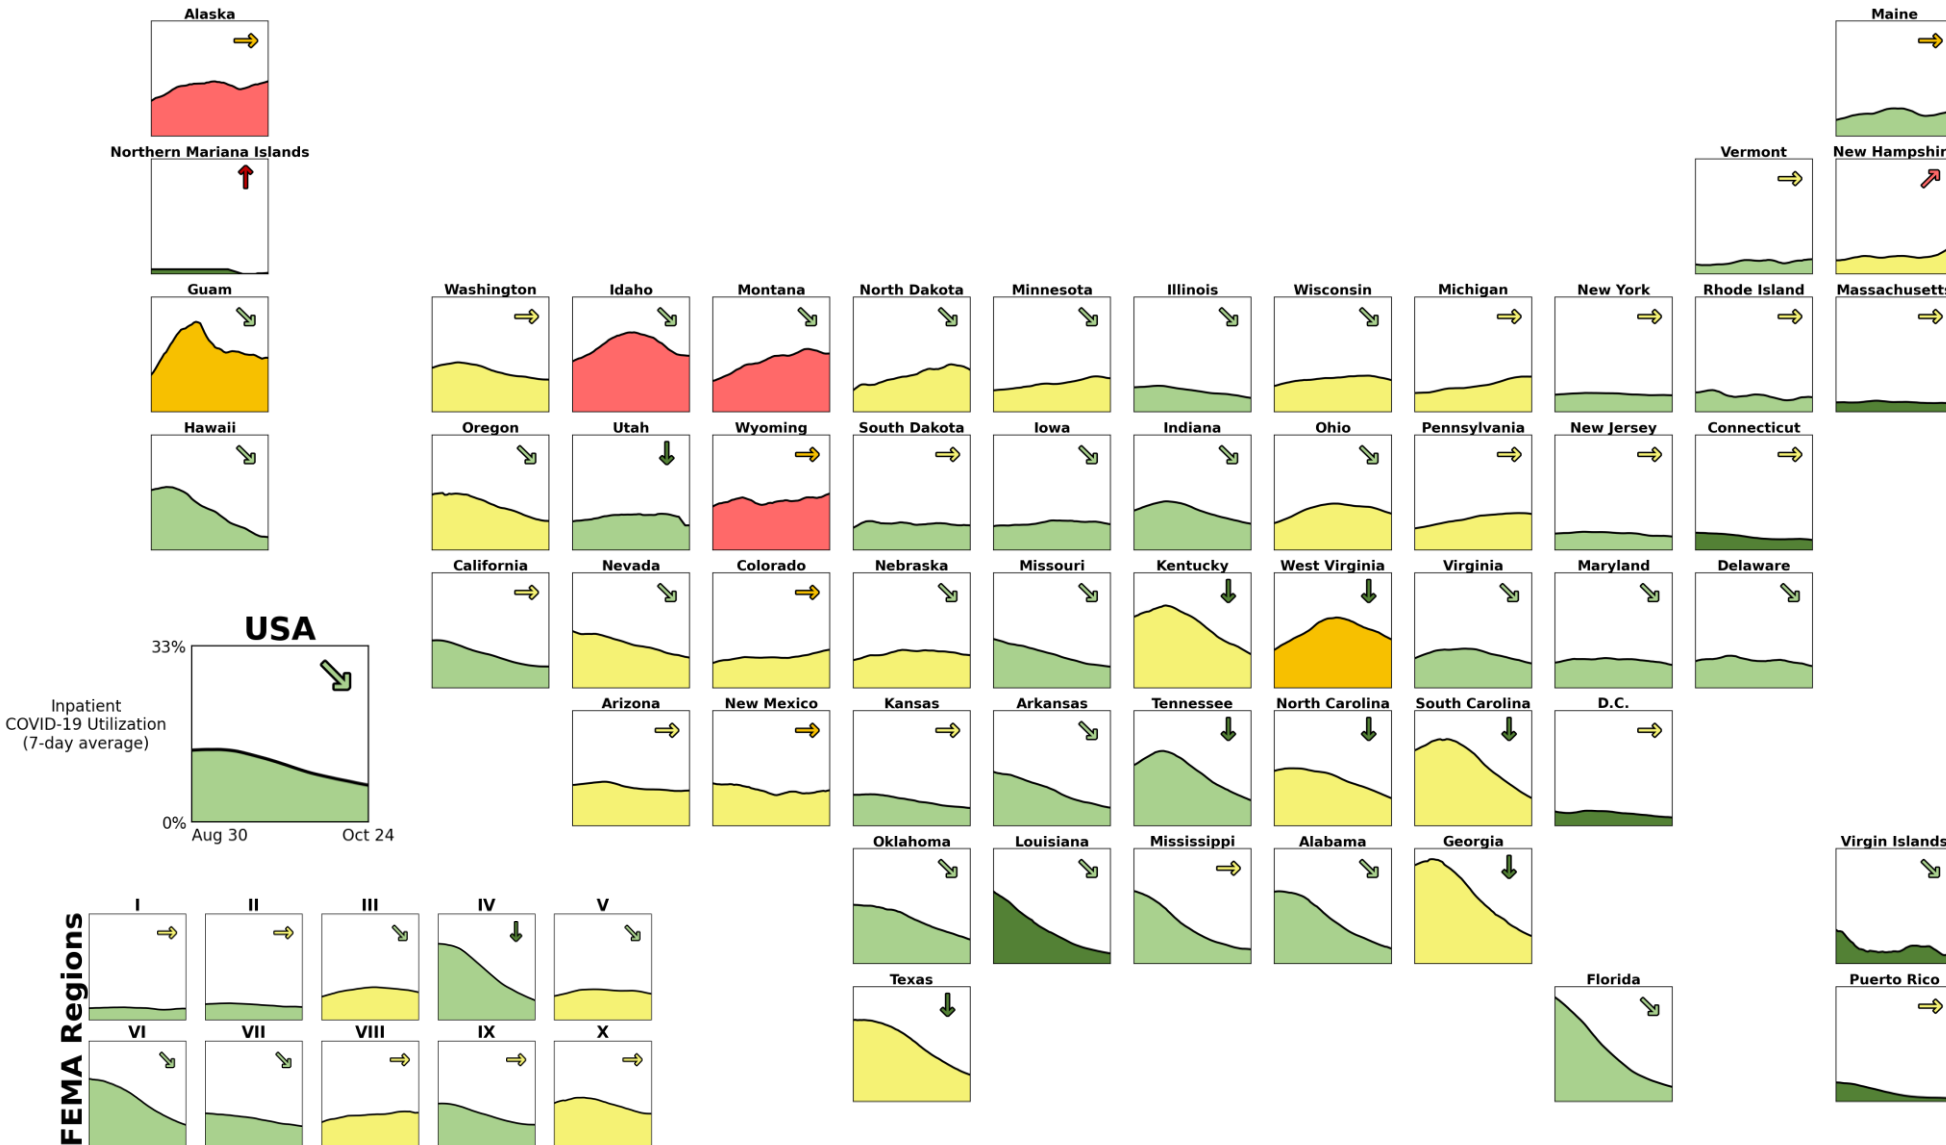 Alaska
Maine
Northern Mariana Islands
Vermont
New Hampshir
Guam
Washington
Idaho
Montana
North Dakota
Minnesota
Illinois
Wisconsin
Michigan
New York
Rhode Island
Massachusetts
Hawaii
Oregon
Utah
Wyoming
South Dakota
Iowa
Indiana
Ohio
Pennsylvania
New Jersey
Connecticut
California
Nevada
Colorado
Nebraska
Missouri
Kentucky
West Virginia
Virginia
Maryland
Delaware
USA
33%
Inpatient
COVID-19 Utilization
(7-day average)
0%
Aug 30
Oct 24
Arizona
New Mexico
Kansas
Arkansas
Tennessee
North Carolina
South Carolina
D.C.
Oklahoma
Louisiana
Mississippi
Alabama
Georgia
Virgin Islands
Texas
Florida
Puerto Rico
FEMA Regions
I
II
III
IV
V
VI
VII
VIII
IX
X